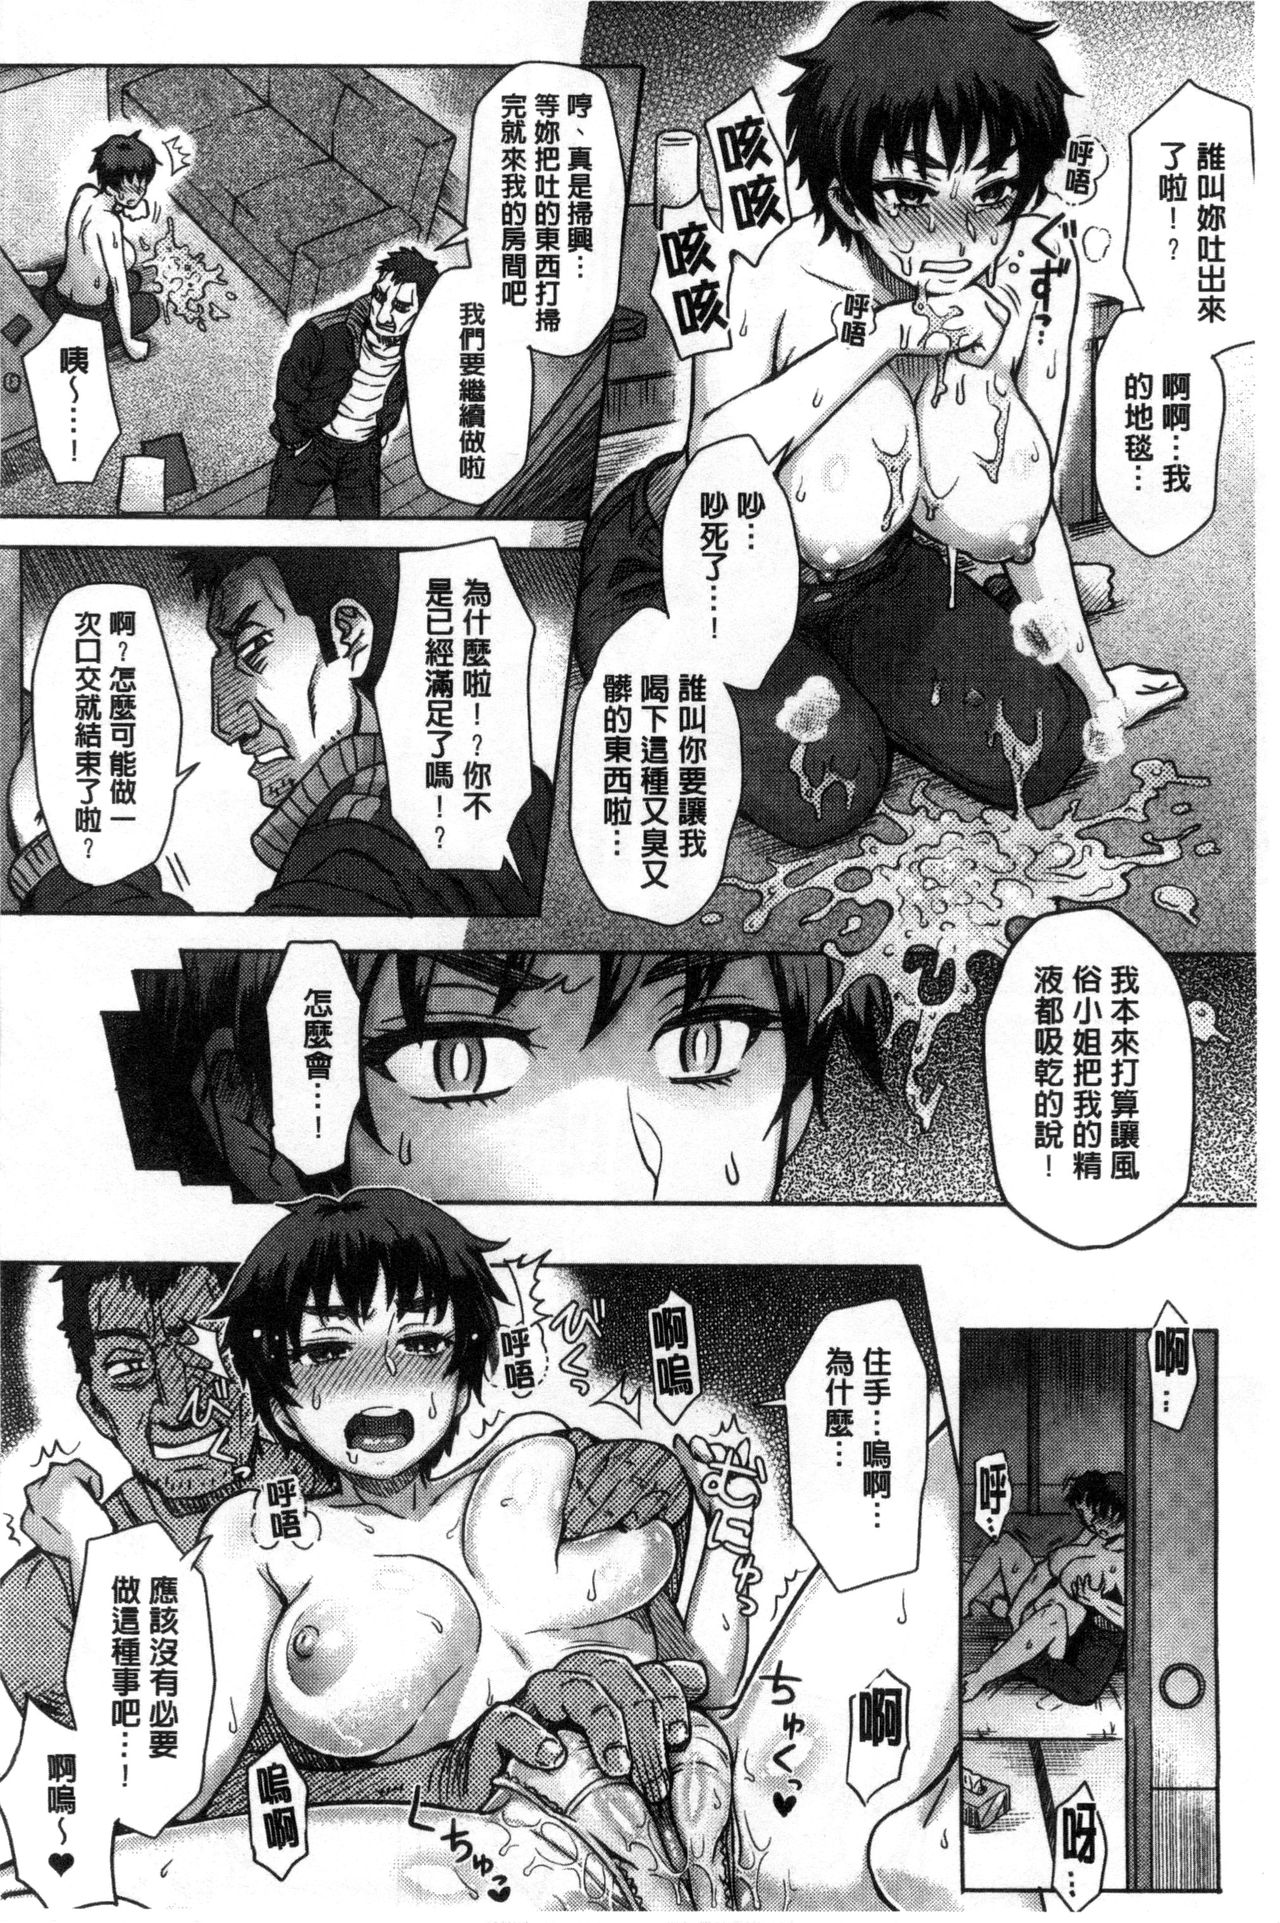 誰叫妳吐出來
了啦！？
啊啊…我
的地毯…
咳咳
咳咳
呼唔
呼唔
ぐずっ…
吵…
吵死了……！
誰叫你要讓我
喝下這種又臭又
髒的東西啦…
我本來打算讓風
俗小姐把我的精
液都吸乾的說！
哼、真是掃興…
等妳把吐的東西打掃
完就來我的房間吧
我們要繼續做啦
咦～…！
為什麼啦！？你不
是已經滿足了嗎！？
啊？怎麼可能做一
次口交就結束了啦？
怎麼會…！
啊…
呼…
呀…
住手…嗚啊…
為什麼…
啊嗚
呼唔
びくっ
びくっ
むにゅっ
呼唔
啊
ちゅくっ♥
嗚啊
くちゅっ♥
應該沒有必要
做這種事吧…！
啊嗚～♥